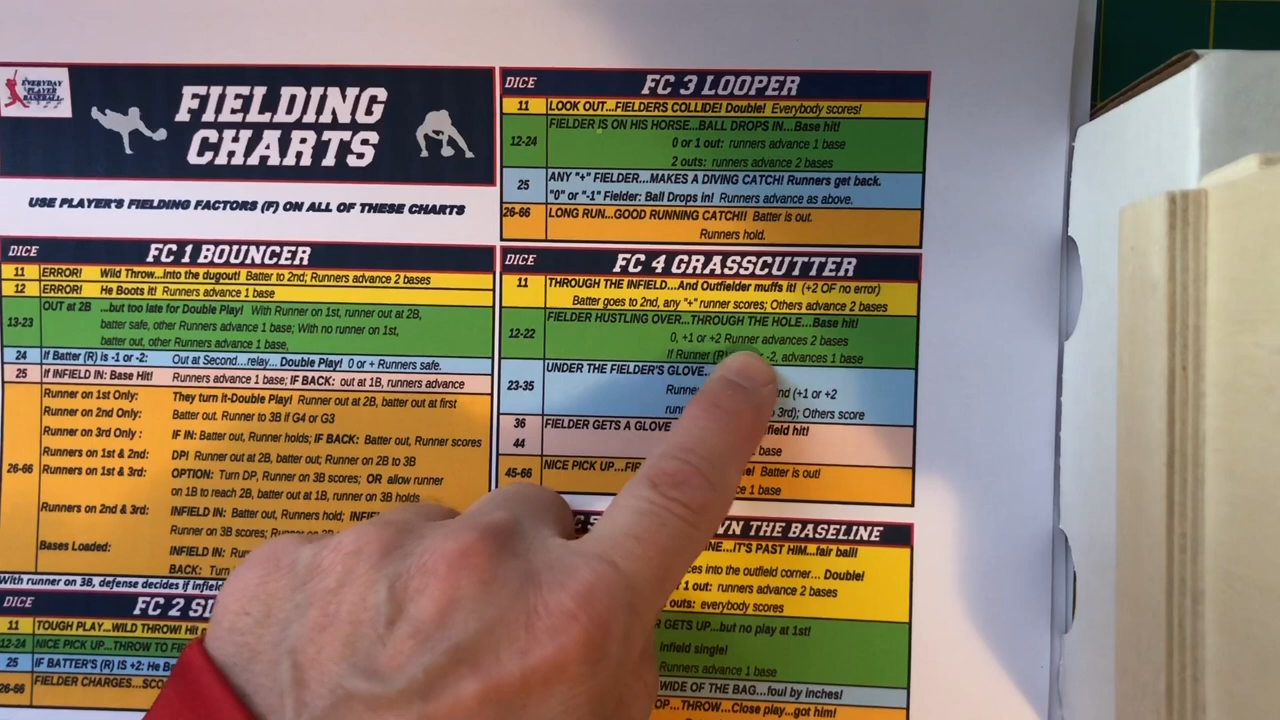 EVERYDAY
PLAYER
BASEBALL
FIELDING
CHARTS
USE PLAYER'S FIELDING FACTORS (F) ON ALL OF THESE CHARTS
DICE FC 1 BOUNCER
11 ERROR! Wild Throw...into the dugout! Batter to 2nd; Runners advance 2 bases
12 ERROR! He Boots it! Runners advance 1 base
13-23 OUT at 2B ...but too late for Double Play! With Runner on 1st, runner out at 2B,
batter safe, other Runners advance 1 base; With no runner on 1st,
batter out, other Runners advance 1 base
24 If Batter (R) is -1 or -2: Out at Second...relay... Double Play! 0 or + Runners safe.
25 If INFIELD IN: Base Hit! Runners advance 1 base; IF BACK: out at 1B, runners advance
26-66 Runner on 1st Only: They turn it-Double Play! Runner out at 2B, batter out at first
Runner on 2nd Only: Batter out. Runner to 3B if G4 or G3
Runner on 3rd Only : IF IN: Batter out, Runner holds; IF BACK: Batter out, Runner scores
Runners on 1st & 2nd: DP! Runner out at 2B, batter out; Runner on 2B to 3B
Runners on 1st & 3rd: OPTION: Turn DP, Runner on 3B scores; OR allow runner
on 1B to reach 2B, batter out at 1B, runner on 3B holds
Runners on 2nd & 3rd: INFIELD IN: Batter out, Runners hold;
Runner on 3B scores;
Bases Loaded: INFIELD IN:
BACK: Turn
With runner on 3B, defense decides if
DICE FC 2
11 TOUGH PLAY...WILD THROW!
12-24 NICE PICK UP...THROW TO
25 IF BATTER'S (R) IS +2: He
26-66 FIELDER CHARGES...
DICE FC 3 LOOPER
11 LOOK OUT...FIELDERS COLLIDE! Double! Everybody scores!
12-24 FIELDER IS ON HIS HORSE...BALL DROPS IN...Base hit!
0 or 1 out: runners advance 1 base
2 outs: runners advance 2 bases
25 ANY "+" FIELDER...MAKES A DIVING CATCH! Runners get back.
"0" or "-1" Fielder: Ball Drops in! Runners advance as above.
26-66 LONG RUN...GOOD RUNNING CATCH!! Batter is out.
Runners hold.
DICE FC 4 GRASSCUTTER
11 THROUGH THE INFIELD...And Outfielder muffs it! (+2 OF no error)
Batter goes to 2nd, any "+" runner scores; Others advance 2 bases
12-22 FIELDER HUSTLING OVER...THROUGH THE HOLE...Base hit!
0, +1 or +2 Runner advances 2 bases
If Runner -2, advances 1 base
23-35 UNDER THE FIELDER'S GLOVE..
(+1 or +2
3rd); Others score
36 FIELDER GETS A GLOVE hit!
44 base
45-66 NICE PICK UP... Batter is out!
1 base
THE BASELINE
IT'S PAST HIM...fair ball!
into the outfield corner... Double!
1 out: runners advance 2 bases
outs: everybody scores
GETS UP...but no play at 1st!
Infield single!
Runners advance 1 base
WIDE OF THE BAG...foul by inches!
THROW...Close play...got him!